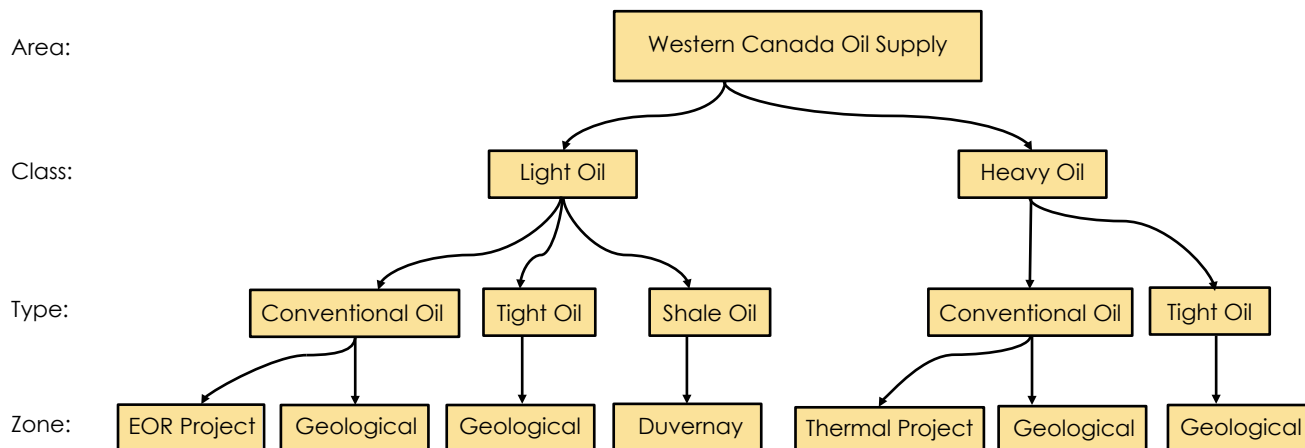 Area:
Western Canada Oil Supply
Class:
Light Oil
Heavy Oil
Type:
Conventional Oil
Tight Oil
Shale Oil
Conventional Oil
Tight Oil
Zone:
EOR Project
Geological
Geological
Duvernay
Thermal Project
Geological
Geological